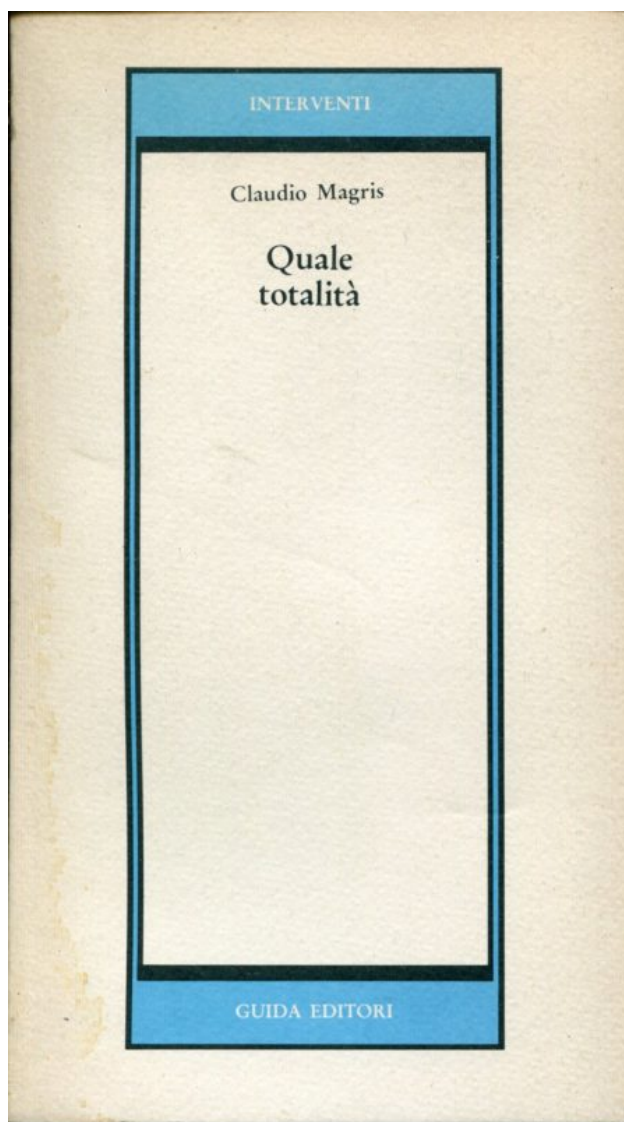 INTERVENTI
Claudio Magris
Quale
totalità
GUIDA EDITORI